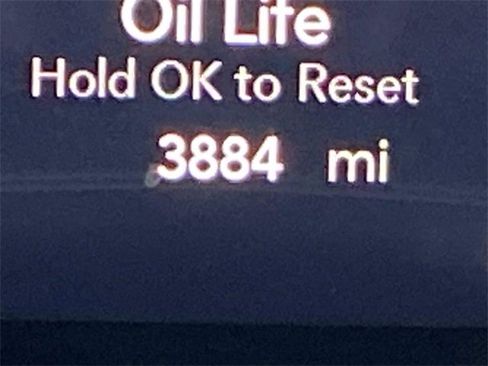 Oil Life
Hold OK to Reset
3884 mi